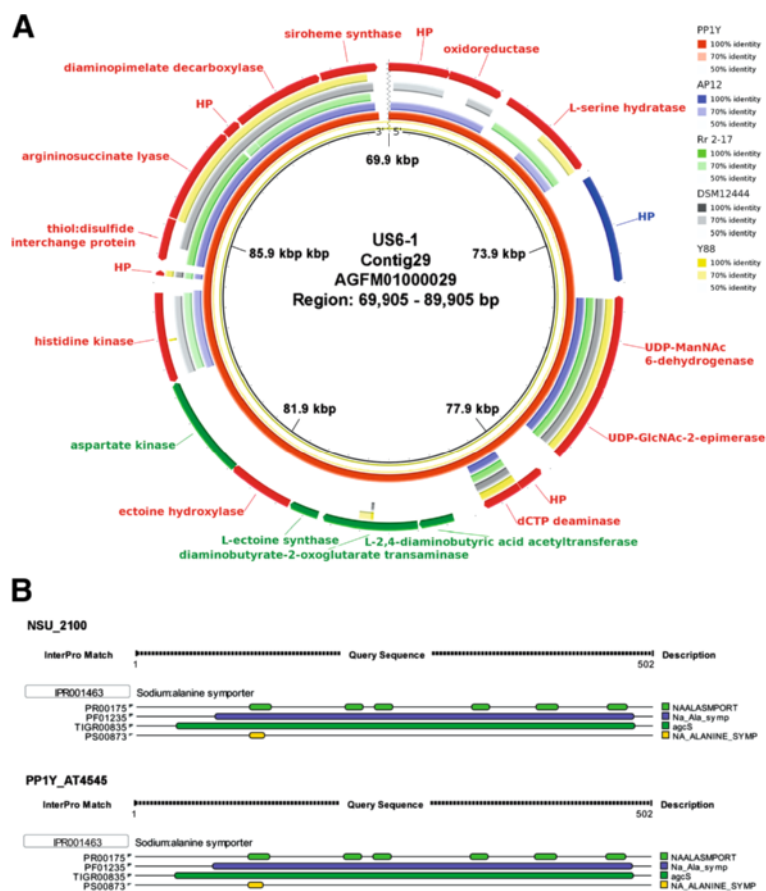 A
siroheme synthase
HP
oxidoreductase
diaminopimelate decarboxylase
HP
L-serine hydratase
argininosuccinate lyase
HP
thiol:disulfide
interchange protein
HP
histidine kinase
UDP-ManNAc
6-dehydrogenase
UDP-GlcNAc-2-epimerase
aspartate kinase
HP
dCTP deaminase
ectoine hydroxylase
L-ectoine synthase
L-2,4-diaminobutyric acid acetyltransferase
diaminobutyrate-2-oxoglutarate transaminase
3'
5'
69.9 kbp
73.9 kbp
77.9 kbp
81.9 kbp
85.9 kbp kbp
US6-1
Contig29
AGFM01000029
Region: 69,905 - 89,905 bp
PP1Y
100% identity
70% identity
50% identity
AP12
100% identity
70% identity
50% identity
Rr 2-17
100% identity
70% identity
50% identity
DSM12444
100% identity
70% identity
50% identity
Y88
100% identity
70% identity
50% identity
B
NSU_2100
InterPro Match Query Sequence Description
1 502
IPR001463 Sodium:alanine symporter
PR00175 NAALASMPORT
PF01235 Na_Ala_symp
TIGR00835 agcS
PS00873 NA_ALANINE_SYMP
PP1Y_AT4545
InterPro Match Query Sequence Description
1 502
IPR001463 Sodium:alanine symporter
PR00175 NAALASMPORT
PF01235 Na_Ala_symp
TIGR00835 agcS
PS00873 NA_ALANINE_SYMP